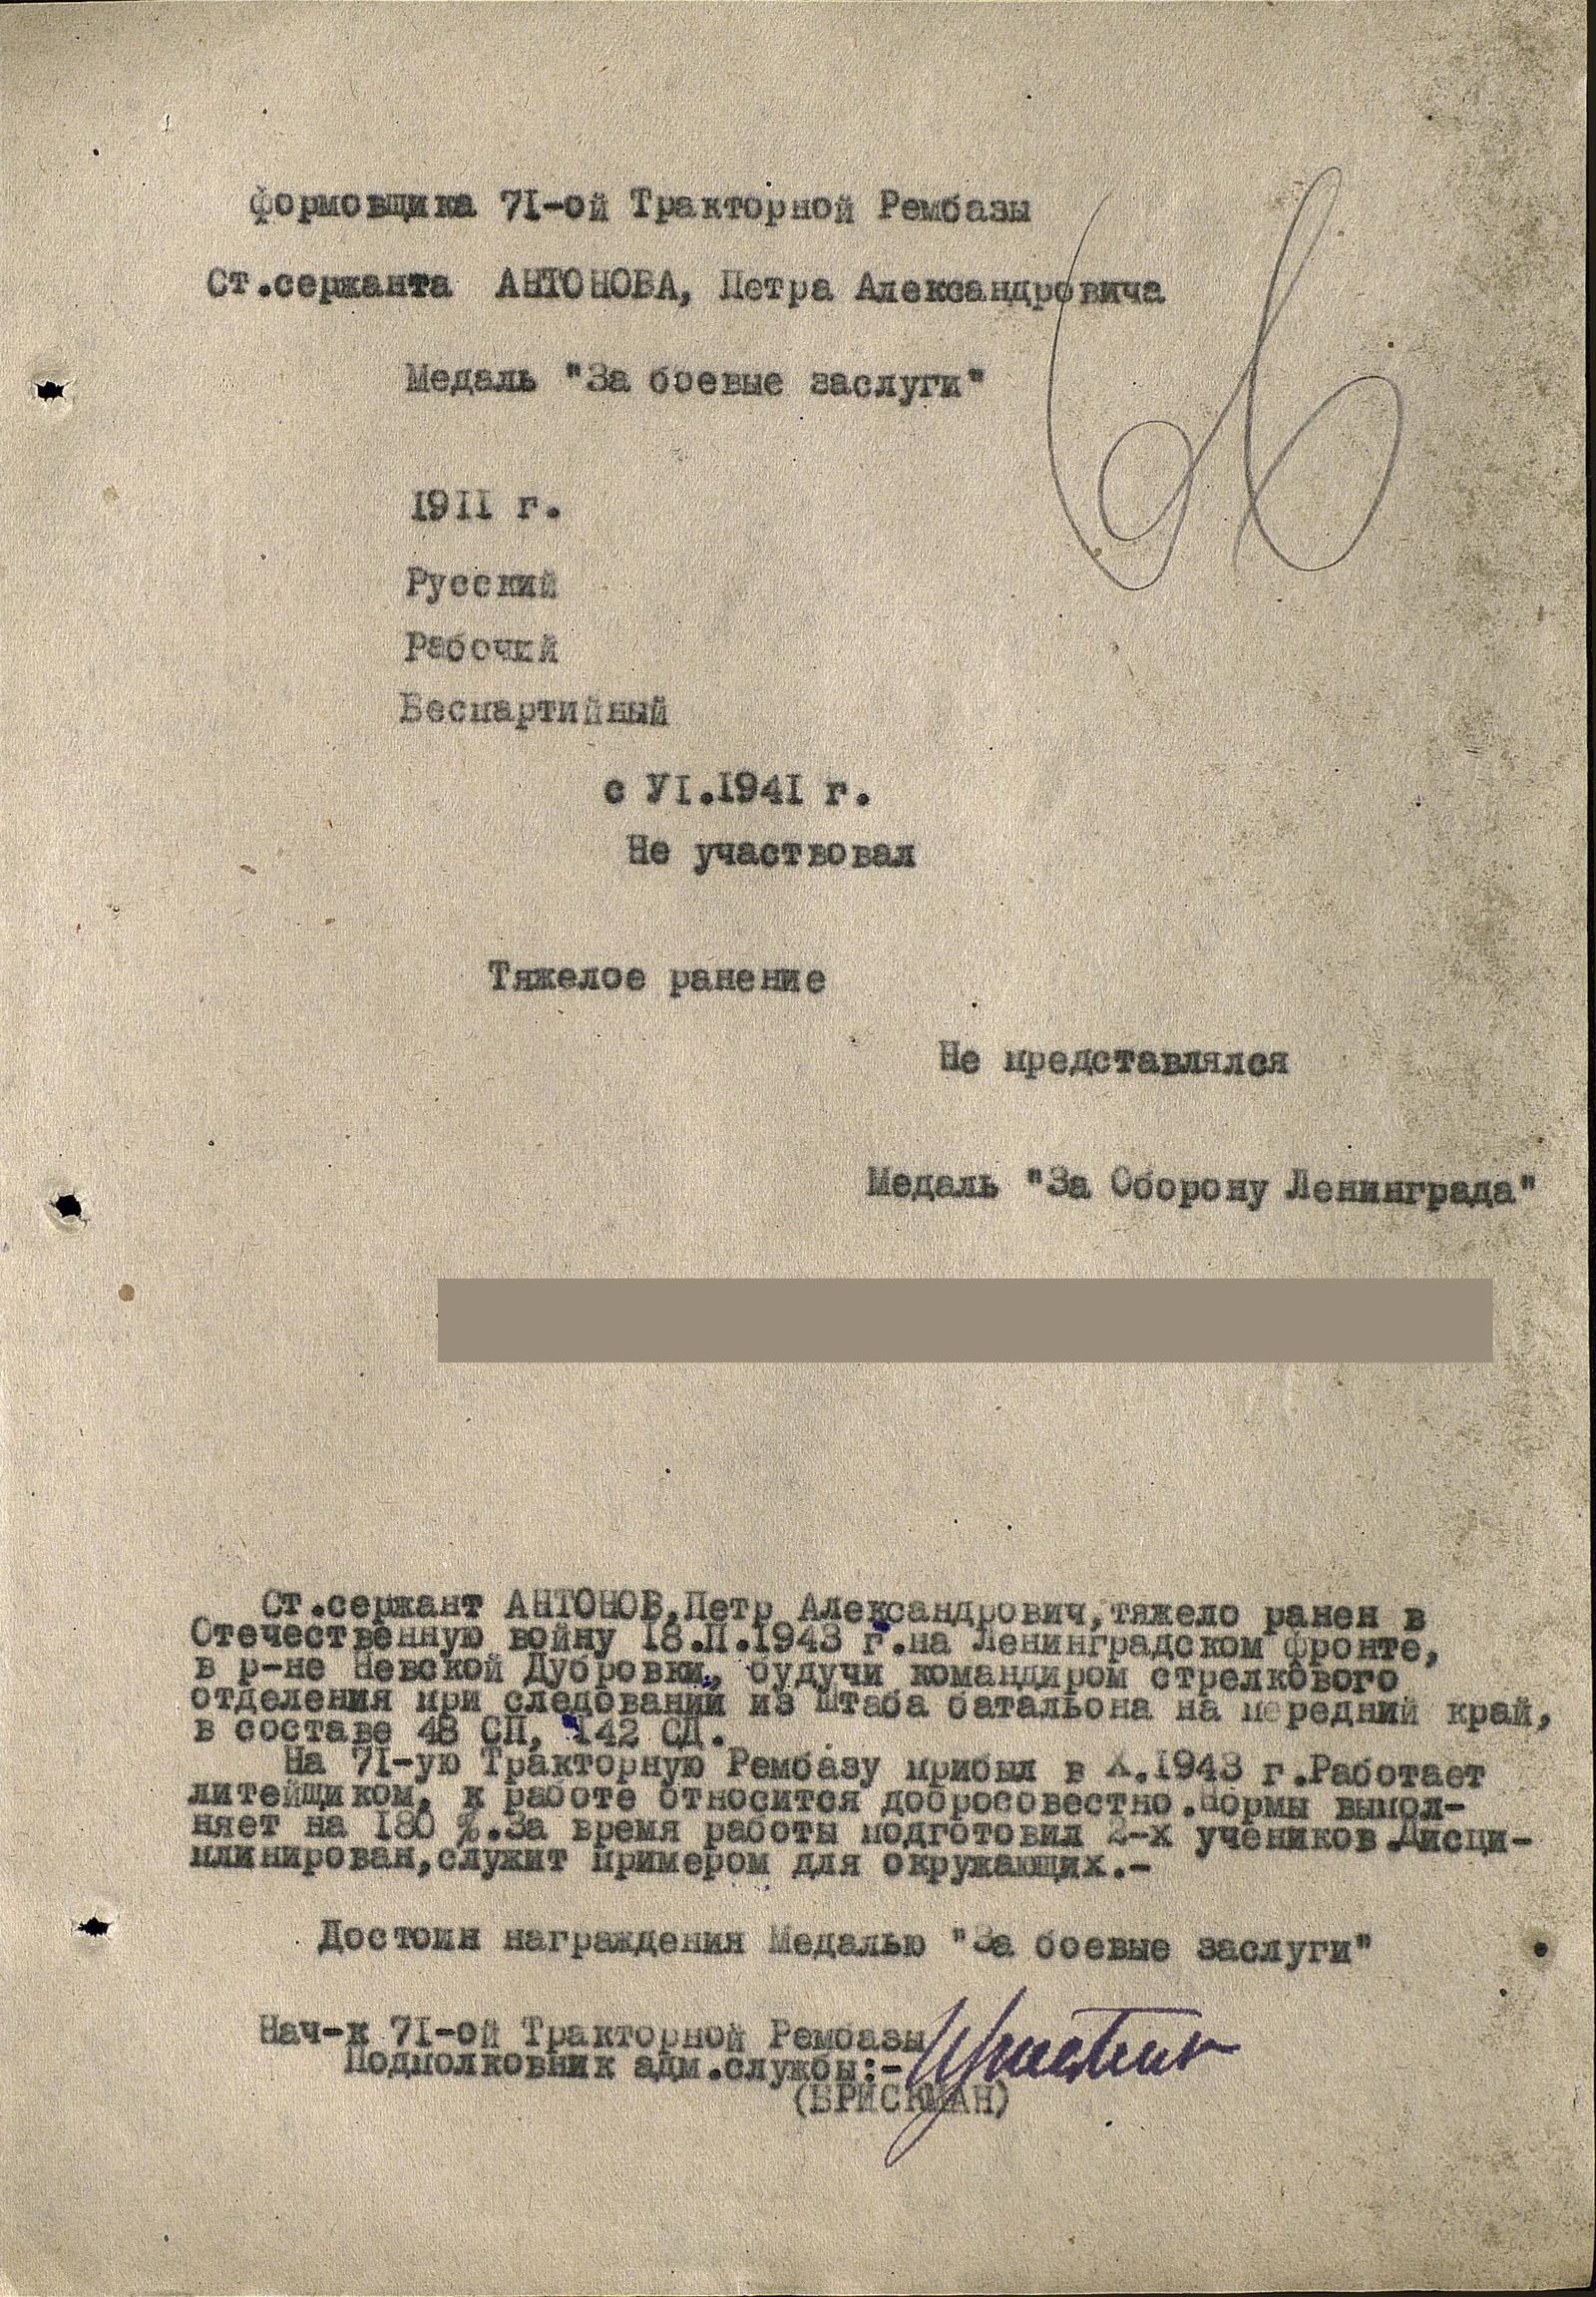 формовщика 71-ой Тракторной Рембазы
Ст.сержанта АНТОНОВА, Петра Александровича
Медаль "За боевые заслуги"
1911 г.
Русский
Рабочий
Беспартийный
с УI.1941 г.
Не участвовал
Тяжелое ранение
Не представлялся
Медаль "За Оборону Ленинграда"
Ст.сержант АНТОНОВ,Петр Александрович,тяжело ранен в
Отечественную войну 18.II.1943 г.на Ленинградском фронте,
в р-не Невской Дубровки, будучи командиром стрелкового
отделения при следовании из штаба батальона на передний край,
в составе 48 СП, 142 СД.
На 71-ую Тракторную Рембазу прибыл в X.1943 г.Работает
литейщиком, к работе относится добросовестно.Нормы выпол-
няет на 180 %.За время работы подготовил 2-х учеников.Дисци-
плинирован,служит примером для окружающих.-
Достоин награждения Медалью "За боевые заслуги"
Нач-к 71-ой Тракторной Рембазы
Подполковник адм.службы:-
(БРИСКМАН)